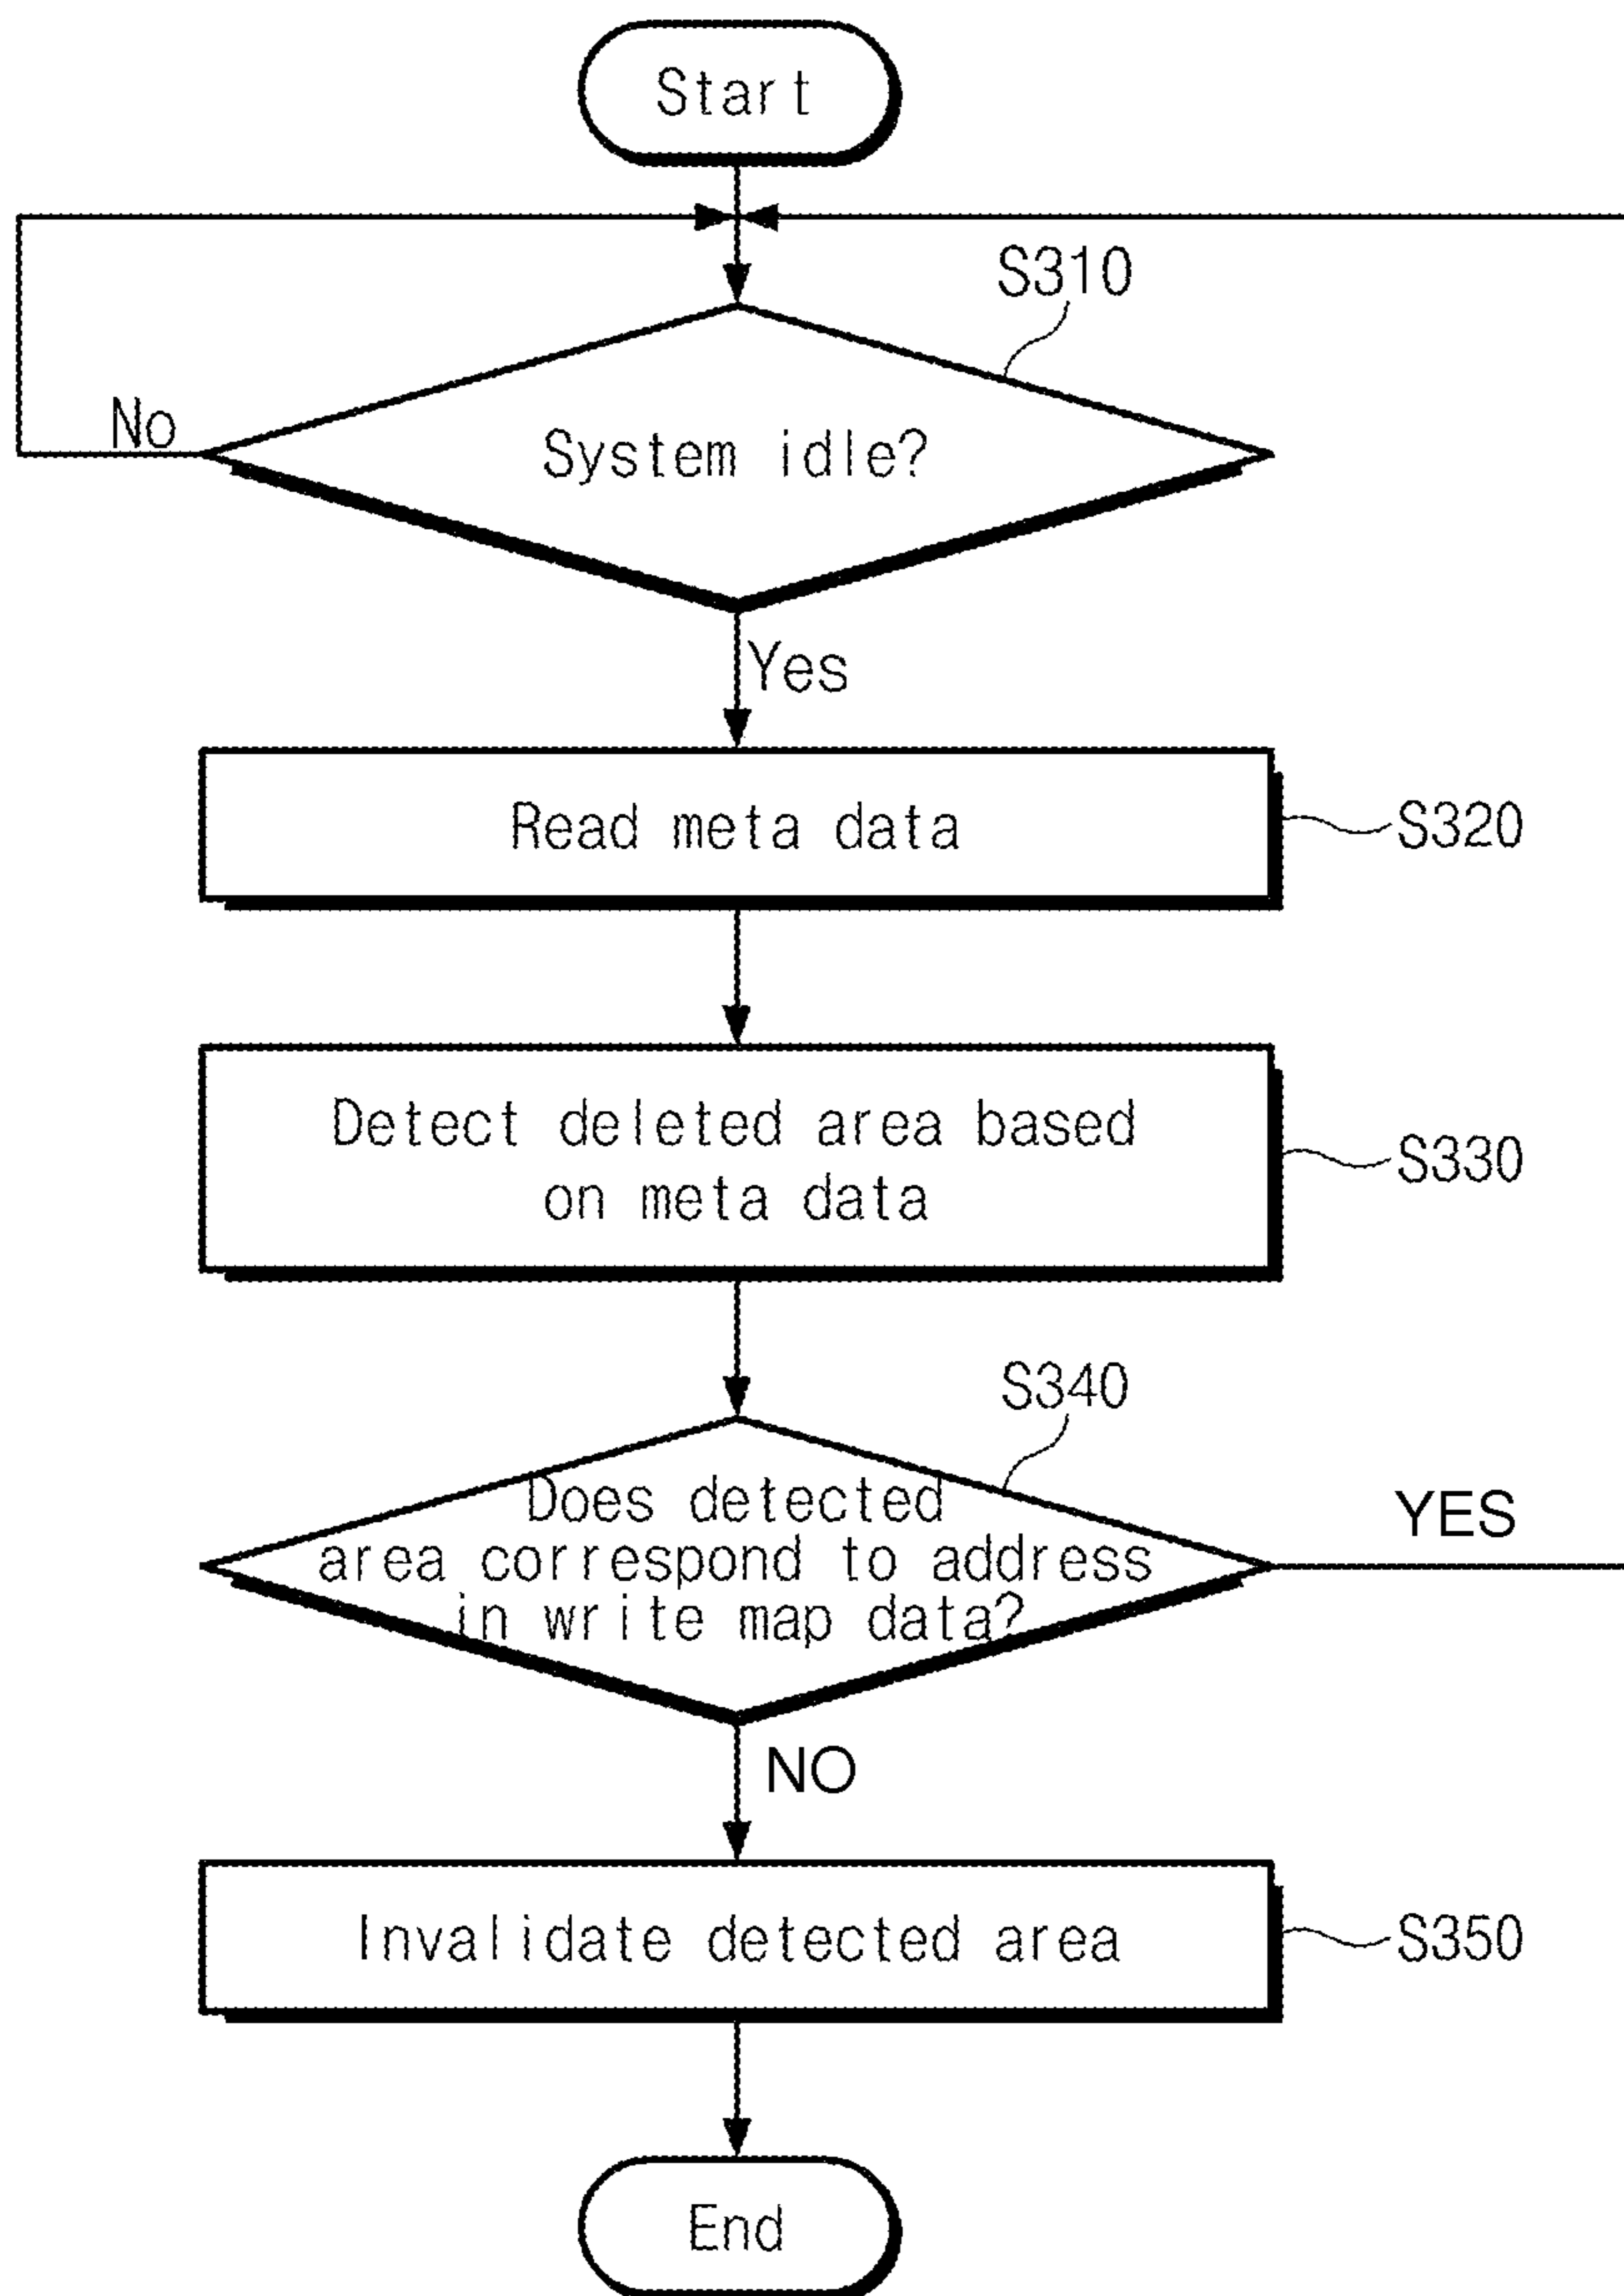 Start
S310
No
System idle?
Yes
Read meta data
S320
Detect deleted area based
on meta data
S330
S340
Does detected
area correspond to address
in write map data?
YES
NO
Invalidate detected area
S350
End